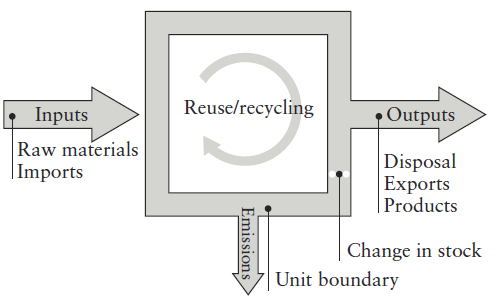 Inputs
Raw materials
Imports
Reuse/recycling
Outputs
Disposal
Exports
Products
Change in stock
Emissions
Unit boundary